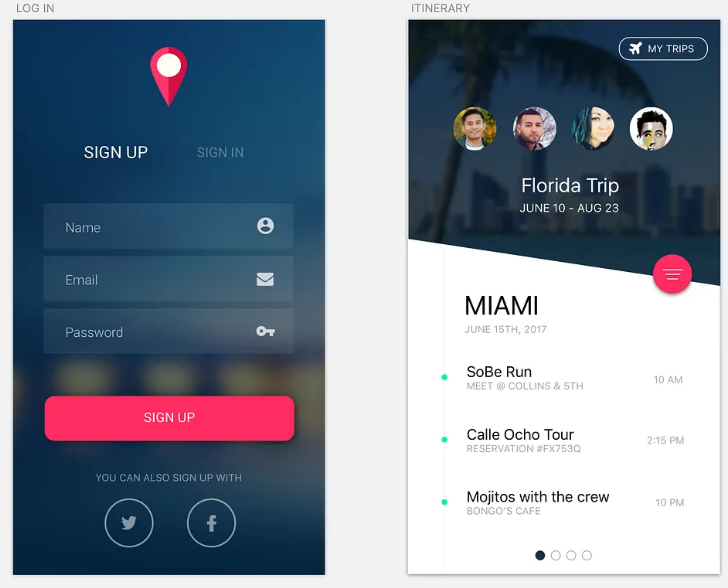 LOG IN
SIGN UP
SIGN IN
Name
Email
Password
SIGN UP
YOU CAN ALSO SIGN UP WITH
ITINERARY
MY TRIPS
Florida Trip
JUNE 10 - AUG 23
MIAMI
JUNE 15TH, 2017
SoBe Run
MEET @ COLLINS & 5TH
10 AM
Calle Ocho Tour
RESERVATION #FX753Q
2:15 PM
Mojitos with the crew
BONGO'S CAFE
10 PM